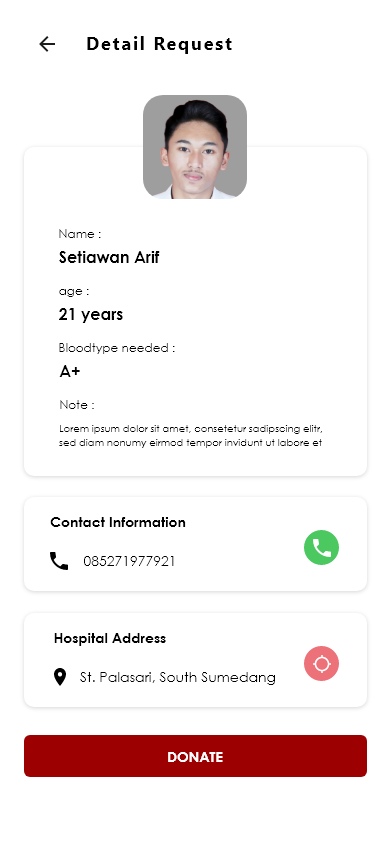 Detail Request
Name :
Setiawan Arif
age :
21 years
Bloodtype needed :
A+
Note :
Lorem ipsum dolor sit amet, consetetur sadipscing elitr,
sed diam nonumy eirmod tempor invidunt ut labore et
Contact Information
085271977921
Hospital Address
St. Palasari, South Sumedang
DONATE